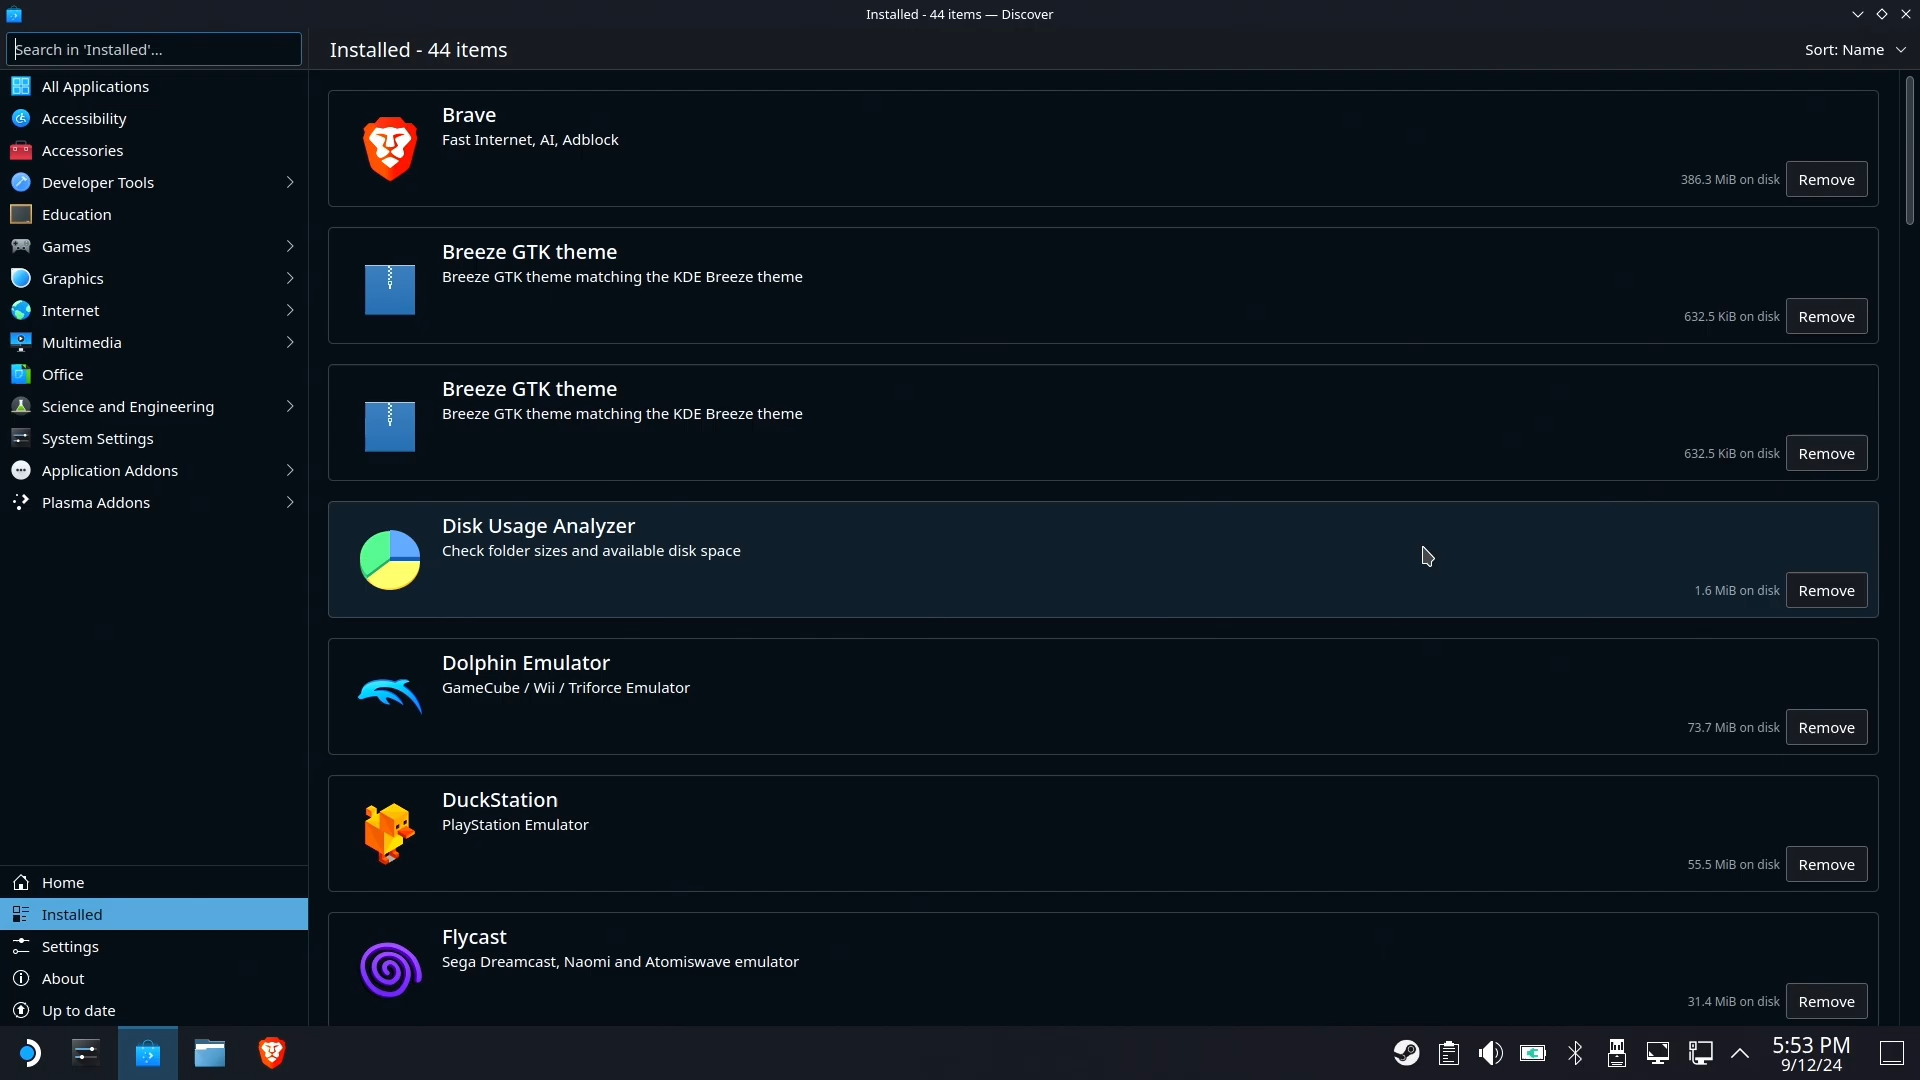 Installed - 44 items — Discover
Search in 'Installed'...
Installed - 44 items
Sort: Name
All Applications
Accessibility
Accessories
Developer Tools
Education
Games
Graphics
Internet
Multimedia
Office
Science and Engineering
System Settings
Application Addons
Plasma Addons
Home
Installed
Settings
About
Up to date
Brave
Fast Internet, AI, Adblock
386.3 MiB on disk
Remove
Breeze GTK theme
Breeze GTK theme matching the KDE Breeze theme
632.5 KiB on disk
Remove
Breeze GTK theme
Breeze GTK theme matching the KDE Breeze theme
632.5 KiB on disk
Remove
Disk Usage Analyzer
Check folder sizes and available disk space
1.6 MiB on disk
Remove
Dolphin Emulator
GameCube / Wii / Triforce Emulator
73.7 MiB on disk
Remove
DuckStation
PlayStation Emulator
55.5 MiB on disk
Remove
Flycast
Sega Dreamcast, Naomi and Atomiswave emulator
31.4 MiB on disk
Remove
5:53 PM
9/12/24